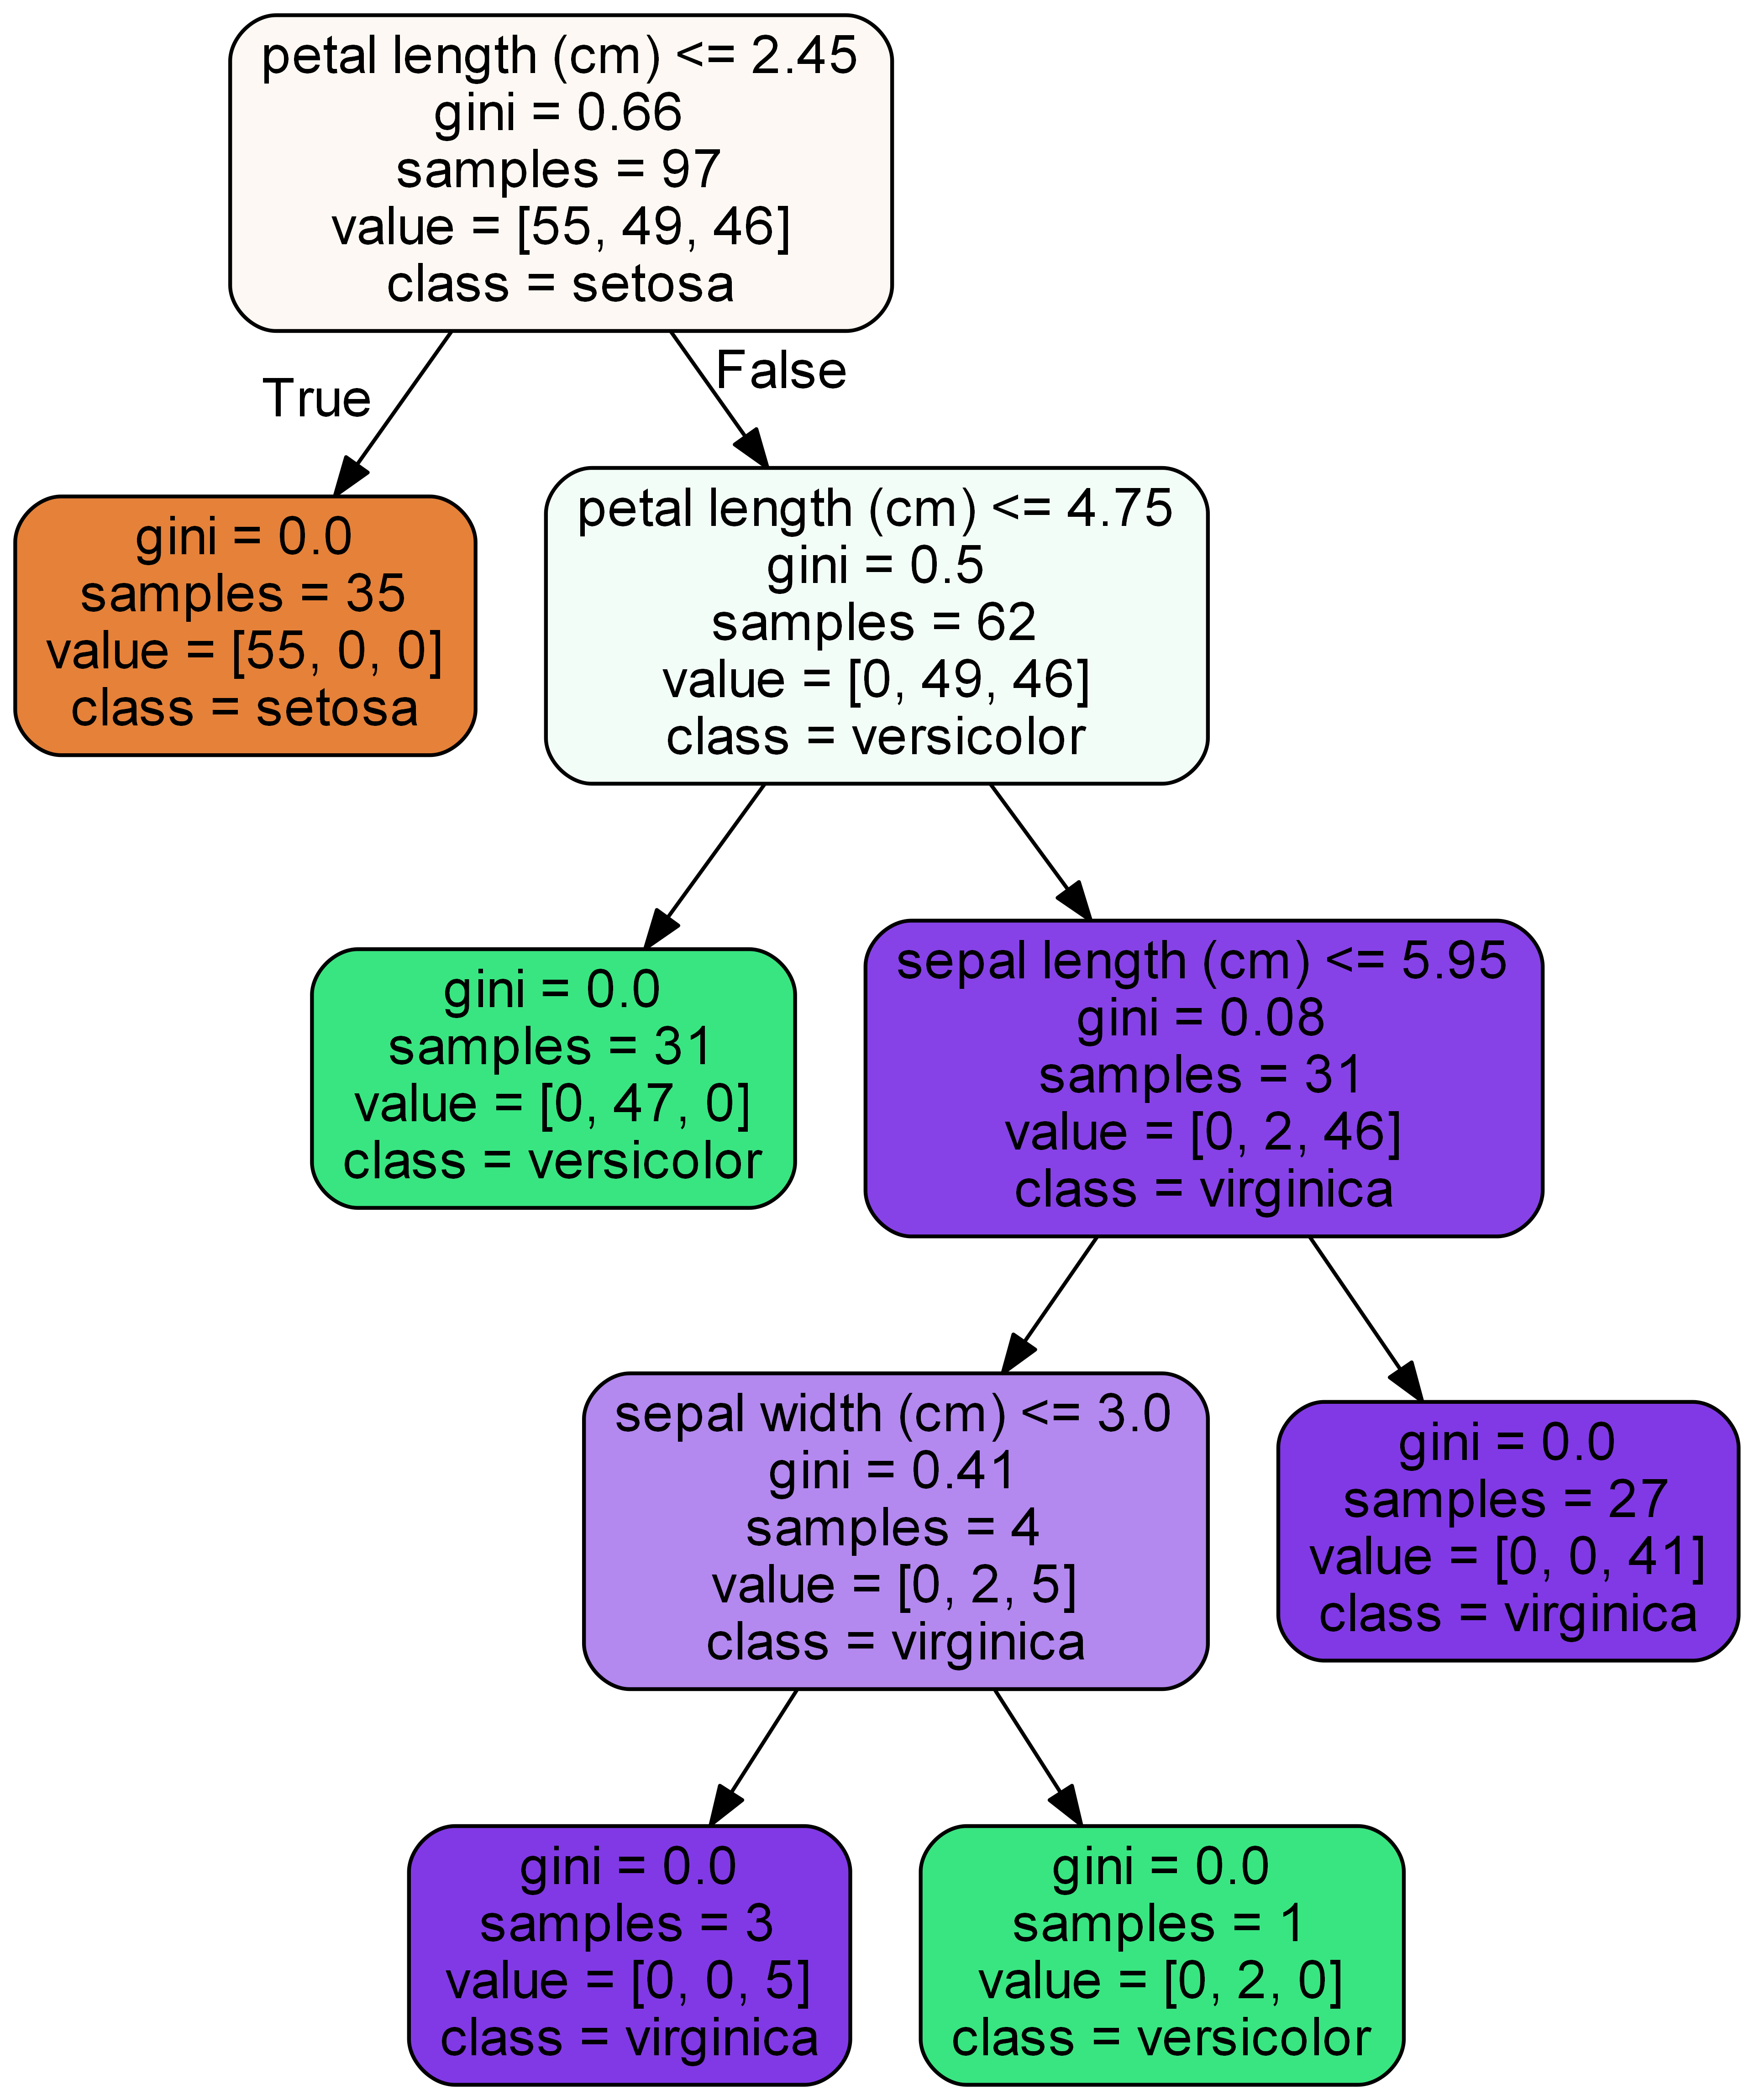 petal length (cm) <= 2.45
gini = 0.66
samples = 97
value = [55, 49, 46]
class = setosa
True
False
gini = 0.0
samples = 35
value = [55, 0, 0]
class = setosa
petal length (cm) <= 4.75
gini = 0.5
samples = 62
value = [0, 49, 46]
class = versicolor
gini = 0.0
samples = 31
value = [0, 47, 0]
class = versicolor
sepal length (cm) <= 5.95
gini = 0.08
samples = 31
value = [0, 2, 46]
class = virginica
sepal width (cm) <= 3.0
gini = 0.41
samples = 4
value = [0, 2, 5]
class = virginica
gini = 0.0
samples = 27
value = [0, 0, 41]
class = virginica
gini = 0.0
samples = 3
value = [0, 0, 5]
class = virginica
gini = 0.0
samples = 1
value = [0, 2, 0]
class = versicolor